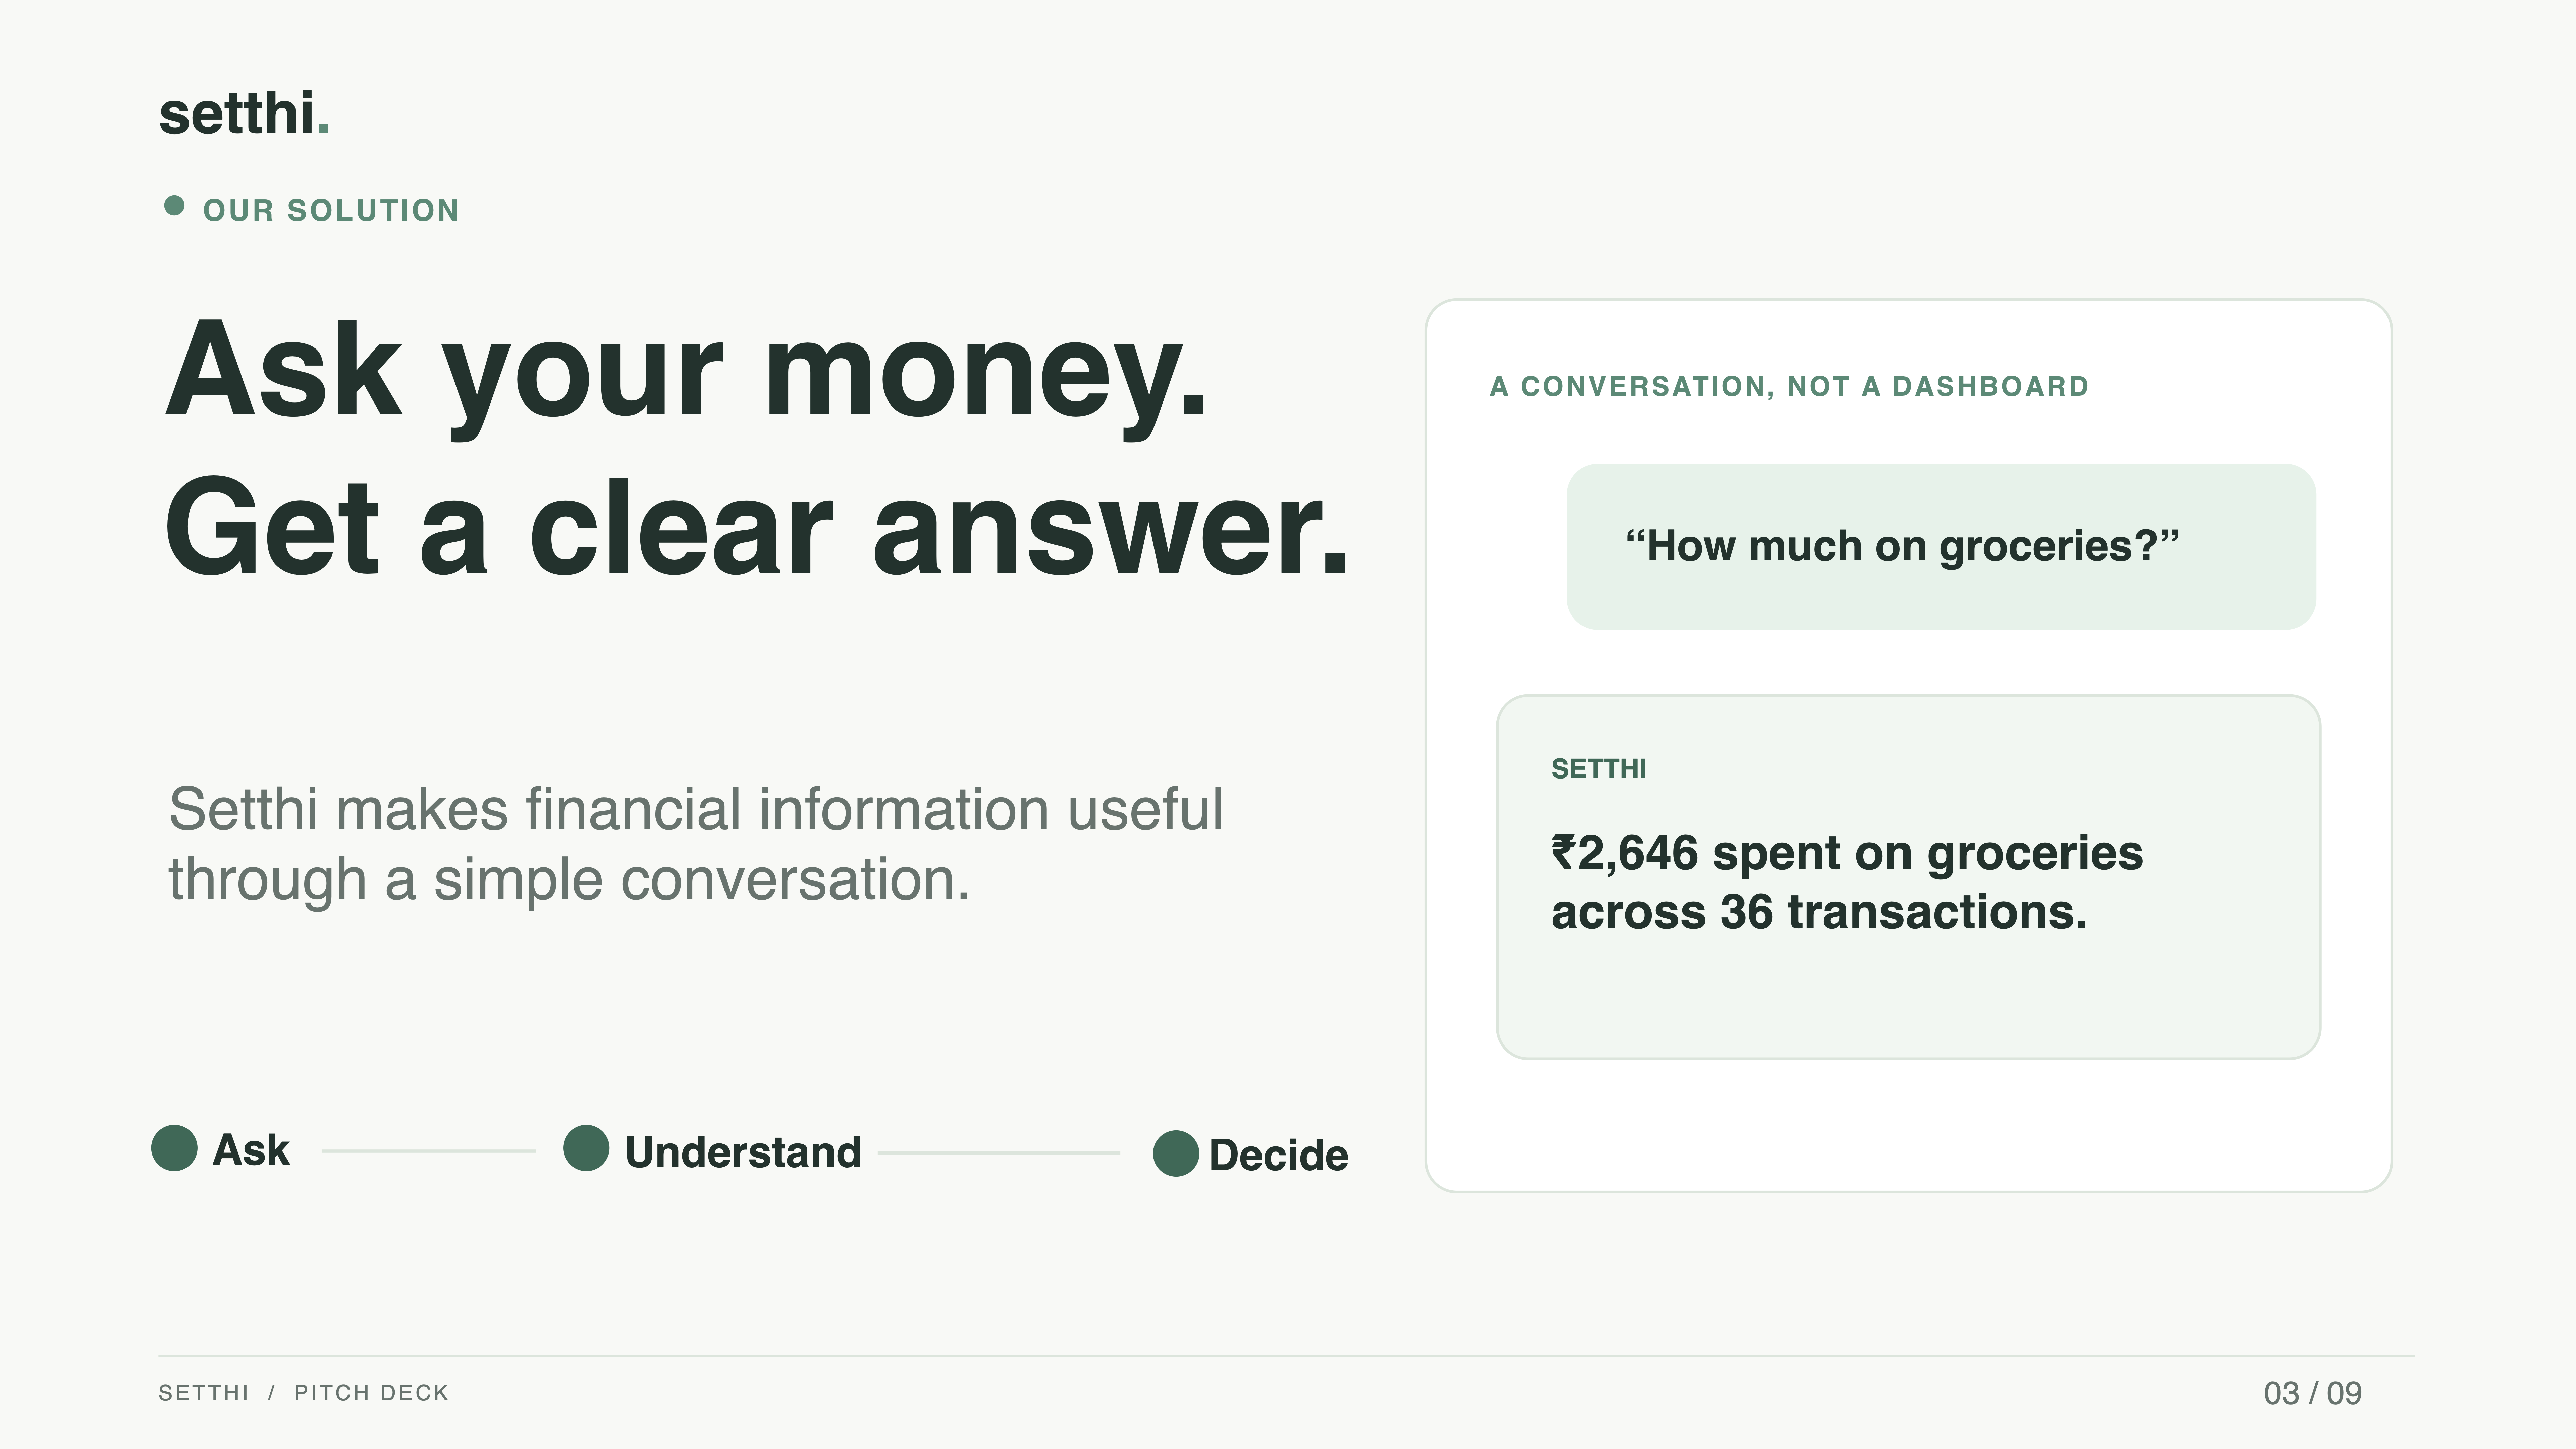 setthi.
OUR SOLUTION
Ask your money.
Get a clear answer.
Setthi makes financial information useful
through a simple conversation.
Ask
Understand
Decide
A CONVERSATION, NOT A DASHBOARD
“How much on groceries?”
SETTHI
₹2,646 spent on groceries
across 36 transactions.
SETTHI / PITCH DECK
03 / 09